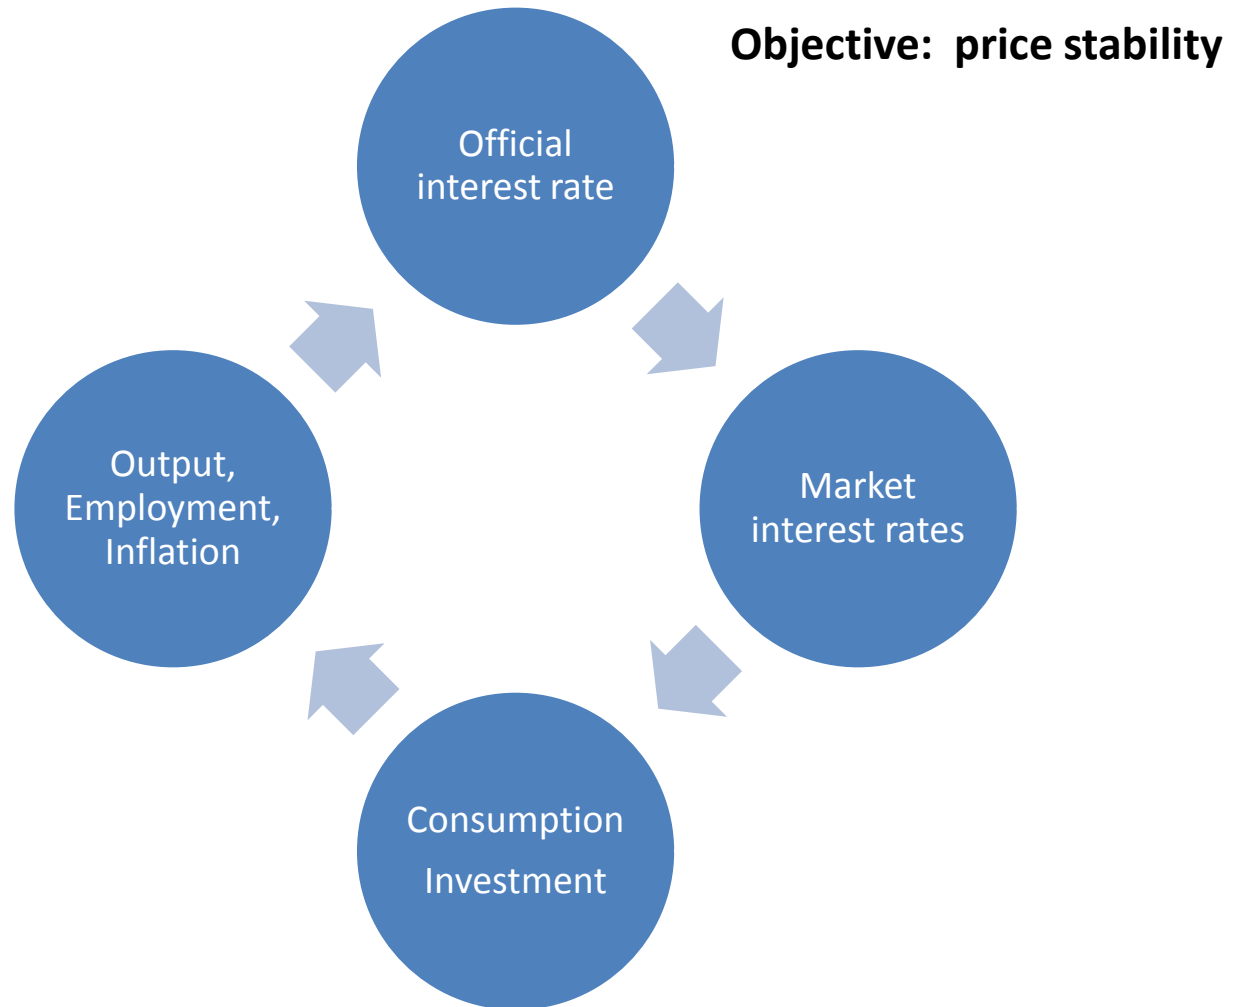 Objective: price stability
Official
interest rate
Market
interest rates
Consumption
Investment
Output,
Employment,
Inflation